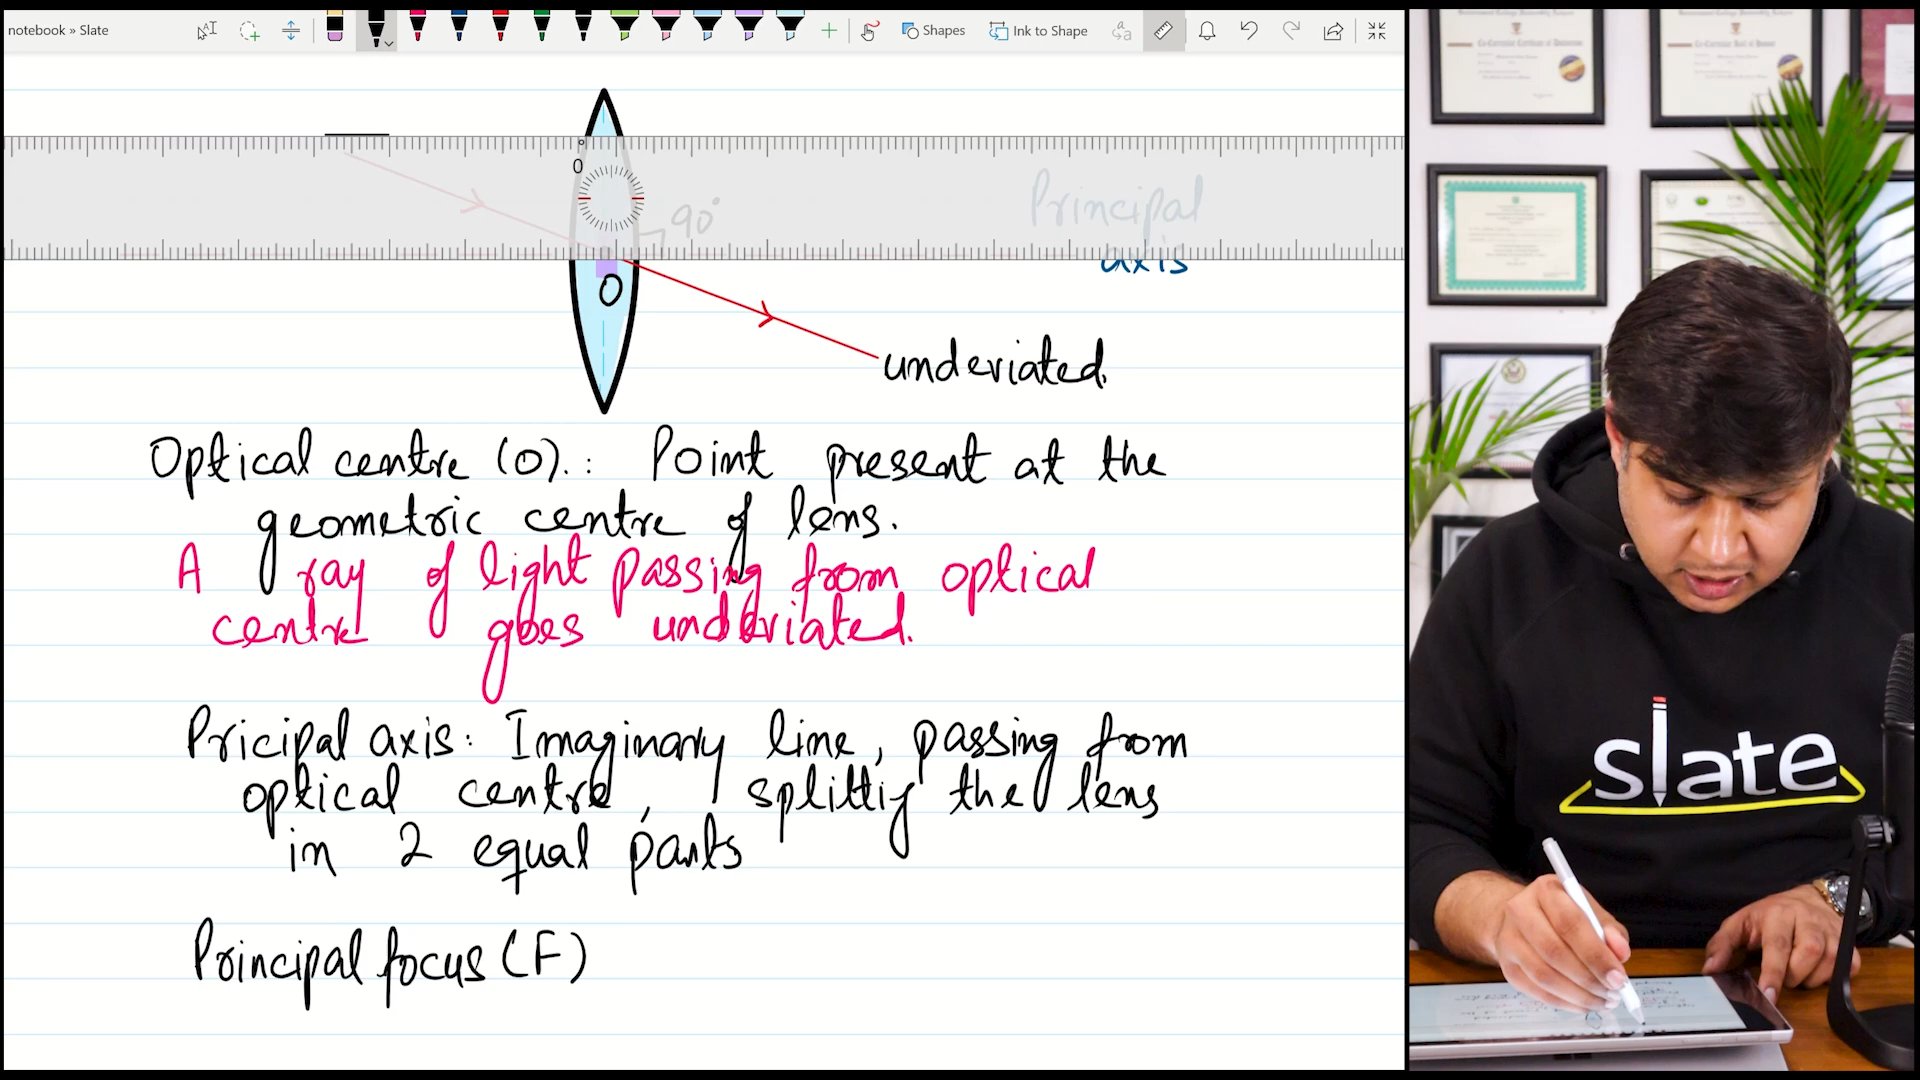 notebook » Slate
Shapes
Ink to Shape
0
90°
Principal
axis
O
undeviated.
Optical centre (O).: Point present at the
geometric centre of lens.
A ray of light passing from optical
centre goes undeviated.
Pricipal axis: Imaginary line, passing from
optical centre, splittig the lens
in 2 equal parts
Principal focus (F)
slate